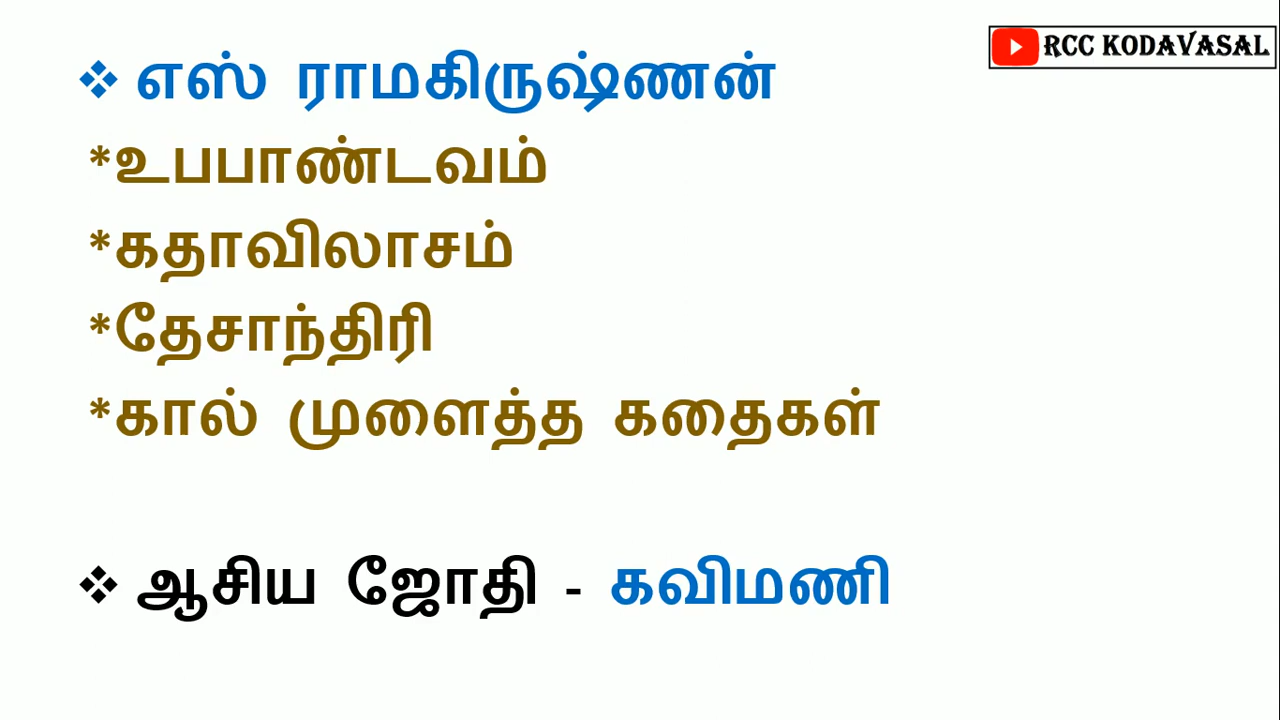 RCC KODAVASAL
❖ எஸ் ராமகிருஷ்ணன்
*உபபாண்டவம்
*கதாவிலாசம்
*தேசாந்திரி
*கால் முளைத்த கதைகள்
❖ ஆசிய ஜோதி - கவிமணி